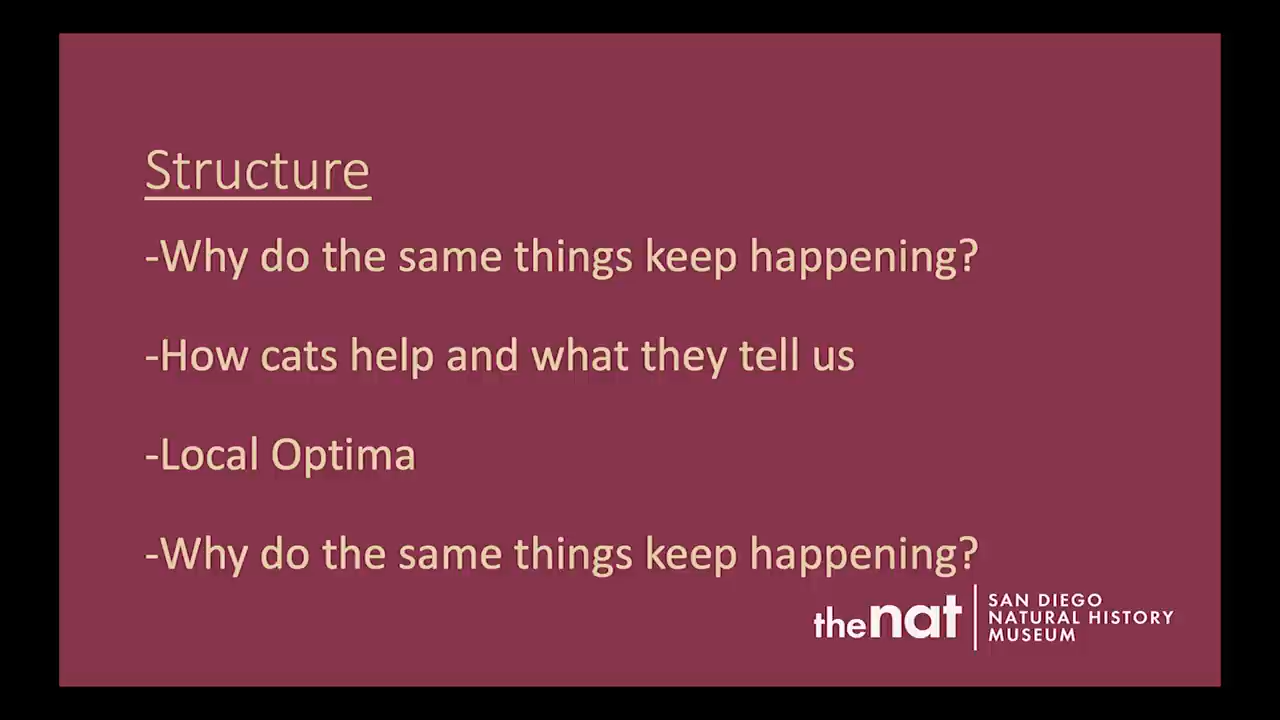 Structure
-Why do the same things keep happening?
-How cats help and what they tell us
-Local Optima
-Why do the same things keep happening?
thenat
SAN DIEGO
NATURAL HISTORY
MUSEUM